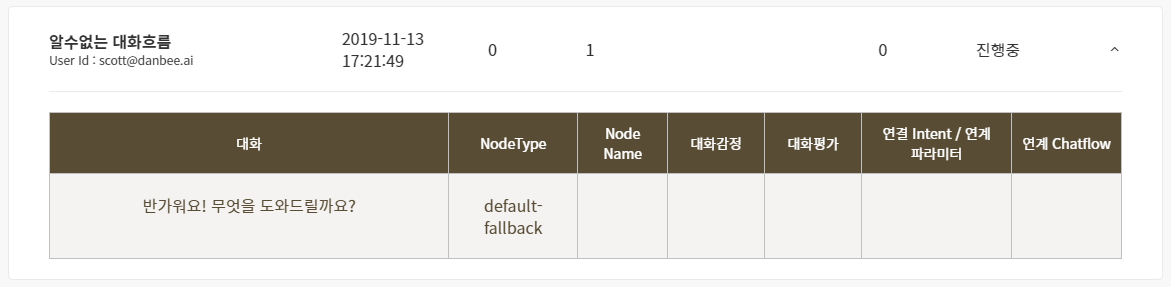 알수없는 대화흐름
User Id : scott@danbee.ai
2019-11-13
17:21:49
0
1
0
진행중
대화
NodeType
Node
Name
대화감정
대화평가
연결 Intent / 연계
파라미터
연계 Chatflow
반가워요! 무엇을 도와드릴까요?
default-
fallback